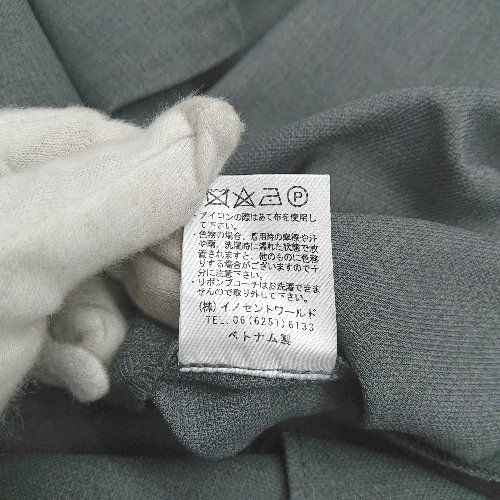 P
・アイロンの際はあて布を使用し
て下さい。
・色物の場合、着用時の摩擦や汗
や雨、洗濯時に濡れた状態で放
置されますと、他のものに色移
りする場合がございますので十
分に注意下さい。
・リボンブローチはお洗濯できま
せんので取り外して下さい。
(株)イノセントワールド
TEL.06(6251)6133
ベトナム製